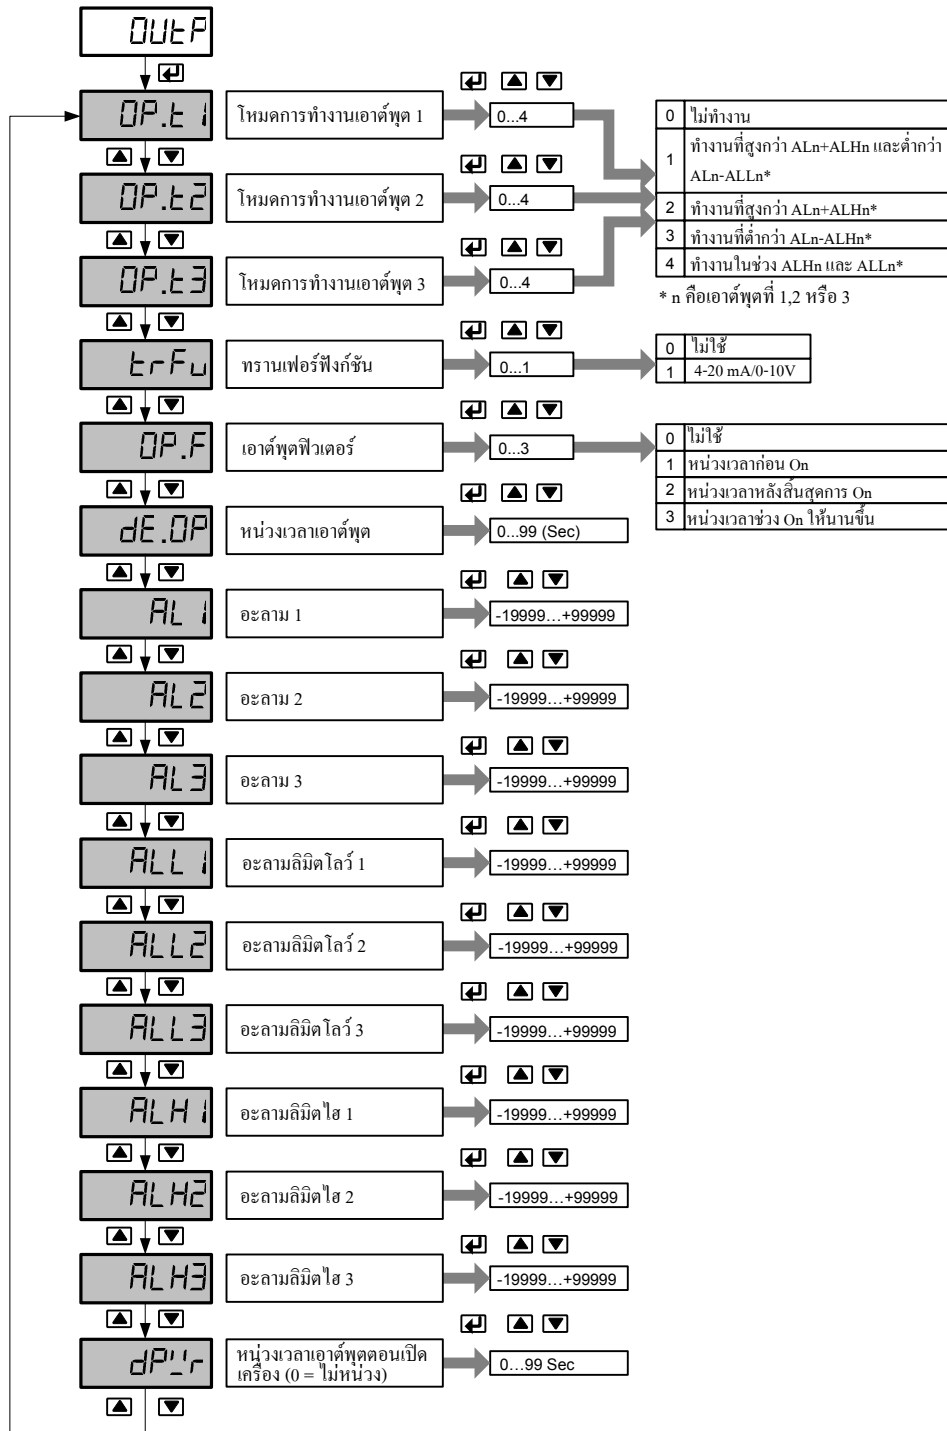 OUtP
OP.t1
โหมดการทำงานเอาต์พุต 1
0...4
0 ไม่ทำงาน
1 ทำงานที่สูงกว่า ALn+ALHn และต่ำกว่า
ALn-ALLn*
OP.t2
โหมดการทำงานเอาต์พุต 2
0...4
2 ทำงานที่สูงกว่า ALn+ALHn*
3 ทำงานที่ต่ำกว่า ALn-ALHn*
4 ทำงานในช่วง ALHn และ ALLn*
* n คือเอาต์พุตที่ 1,2 หรือ 3
OP.t3
โหมดการทำงานเอาต์พุต 3
0...4
trFu
ทรานเฟอร์ฟังก์ชัน
0...1
0 ไม่ใช้
1 4-20 mA/0-10V
OP.F
เอาต์พุตฟิวเตอร์
0...3
0 ไม่ใช้
1 หน่วงเวลาก่อน On
2 หน่วงเวลาหลังสิ้นสุดการ On
3 หน่วงเวลาช่วง On ให้นานขึ้น
dE.OP
หน่วงเวลาเอาต์พุต
0...99 (Sec)
AL1
อะลาม 1
-19999...+99999
AL2
อะลาม 2
-19999...+99999
AL3
อะลาม 3
-19999...+99999
ALL1
อะลามลิมิตโลว์ 1
-19999...+99999
ALL2
อะลามลิมิตโลว์ 2
-19999...+99999
ALL3
อะลามลิมิตโลว์ 3
-19999...+99999
ALH1
อะลามลิมิตไฮ 1
-19999...+99999
ALH2
อะลามลิมิตไฮ 2
-19999...+99999
ALH3
อะลามลิมิตไฮ 3
-19999...+99999
หน่วงเวลาเอาต์พุตตอนเปิด
เครื่อง (0 = ไม่หน่วง)
0...99 Sec